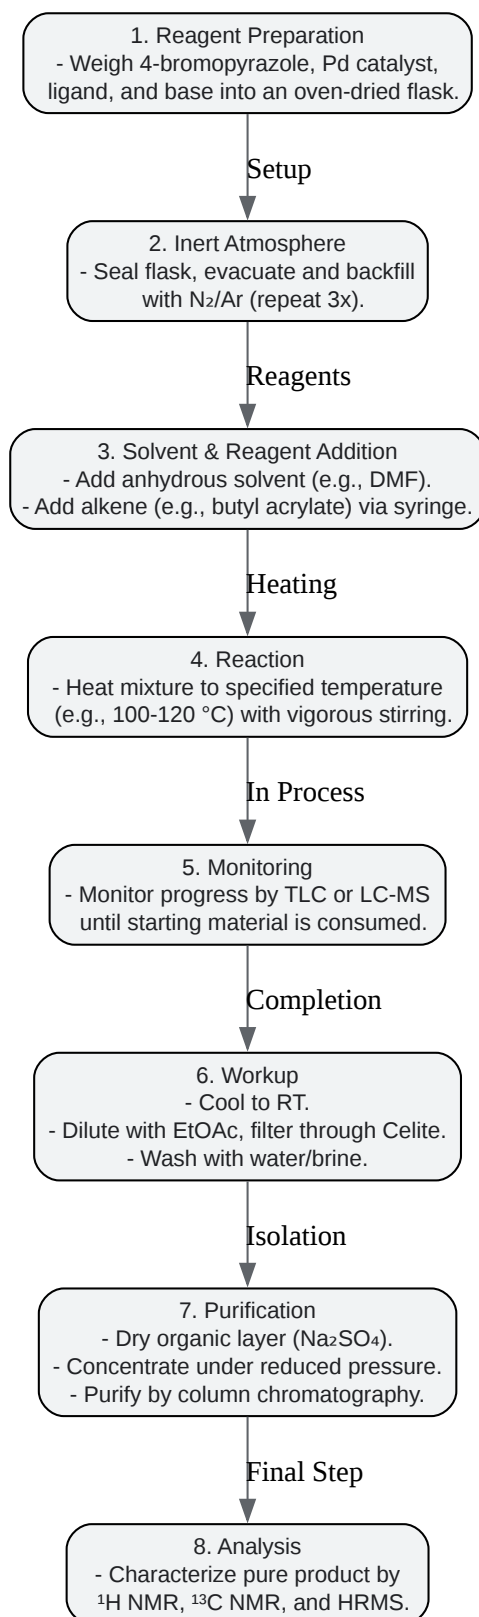 1. Reagent Preparation
- Weigh 4-bromopyrazole, Pd catalyst,
ligand, and base into an oven-dried flask.
Setup
2. Inert Atmosphere
- Seal flask, evacuate and backfill
with N₂/Ar (repeat 3x).
Reagents
3. Solvent & Reagent Addition
- Add anhydrous solvent (e.g., DMF).
- Add alkene (e.g., butyl acrylate) via syringe.
Heating
4. Reaction
- Heat mixture to specified temperature
(e.g., 100-120 °C) with vigorous stirring.
In Process
5. Monitoring
- Monitor progress by TLC or LC-MS
until starting material is consumed.
Completion
6. Workup
- Cool to RT.
- Dilute with EtOAc, filter through Celite.
- Wash with water/brine.
Isolation
7. Purification
- Dry organic layer (Na₂SO₄).
- Concentrate under reduced pressure.
- Purify by column chromatography.
Final Step
8. Analysis
- Characterize pure product by
¹H NMR, ¹³C NMR, and HRMS.